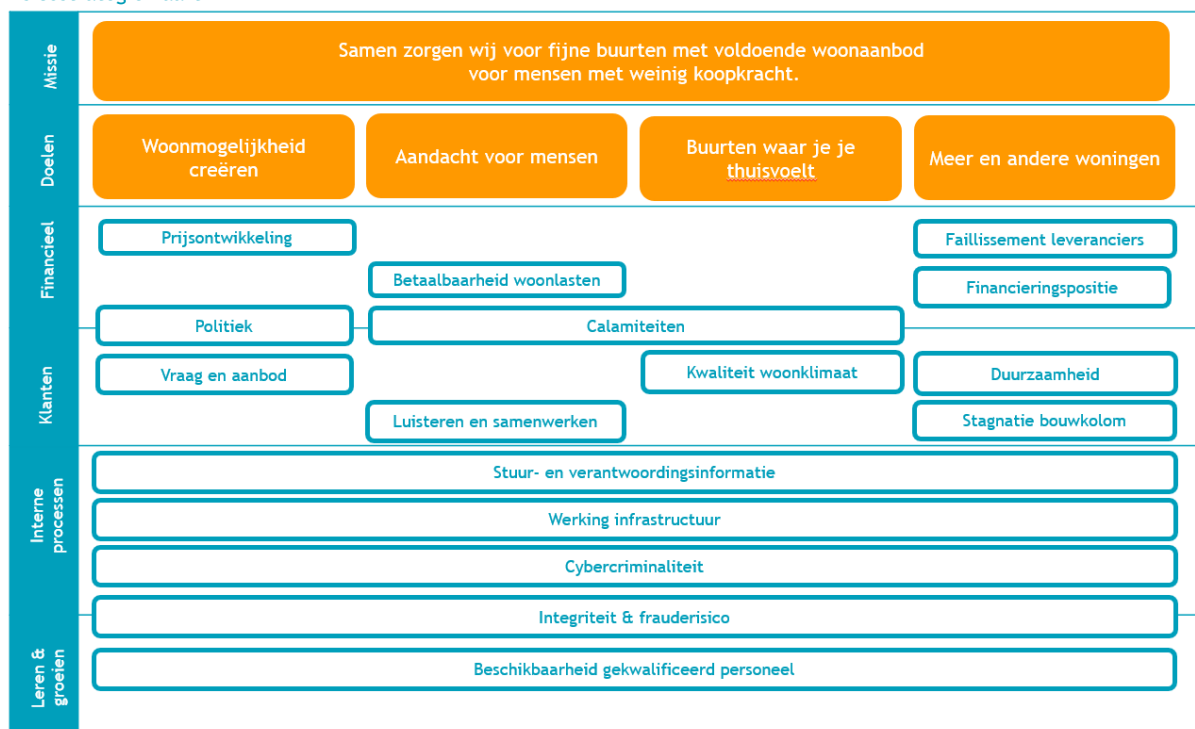 Missie
Samen zorgen wij voor fijne buurten met voldoende woonaanbod
voor mensen met weinig koopkracht.
Doelen
Woonmogelijkheid
creëren
Aandacht voor mensen
Buurten waar je je
thuisvoelt
Meer en andere woningen
Financieel
Prijsontwikkeling
Faillissement leveranciers
Betaalbaarheid woonlasten
Financieringspositie
Politiek
Calamiteiten
Klanten
Vraag en aanbod
Kwaliteit woonklimaat
Duurzaamheid
Luisteren en samenwerken
Stagnatie bouwkolom
Interne
processen
Stuur- en verantwoordingsinformatie
Werking infrastructuur
Cybercriminaliteit
Integriteit & frauderisico
Leren &
groeien
Beschikbaarheid gekwalificeerd personeel